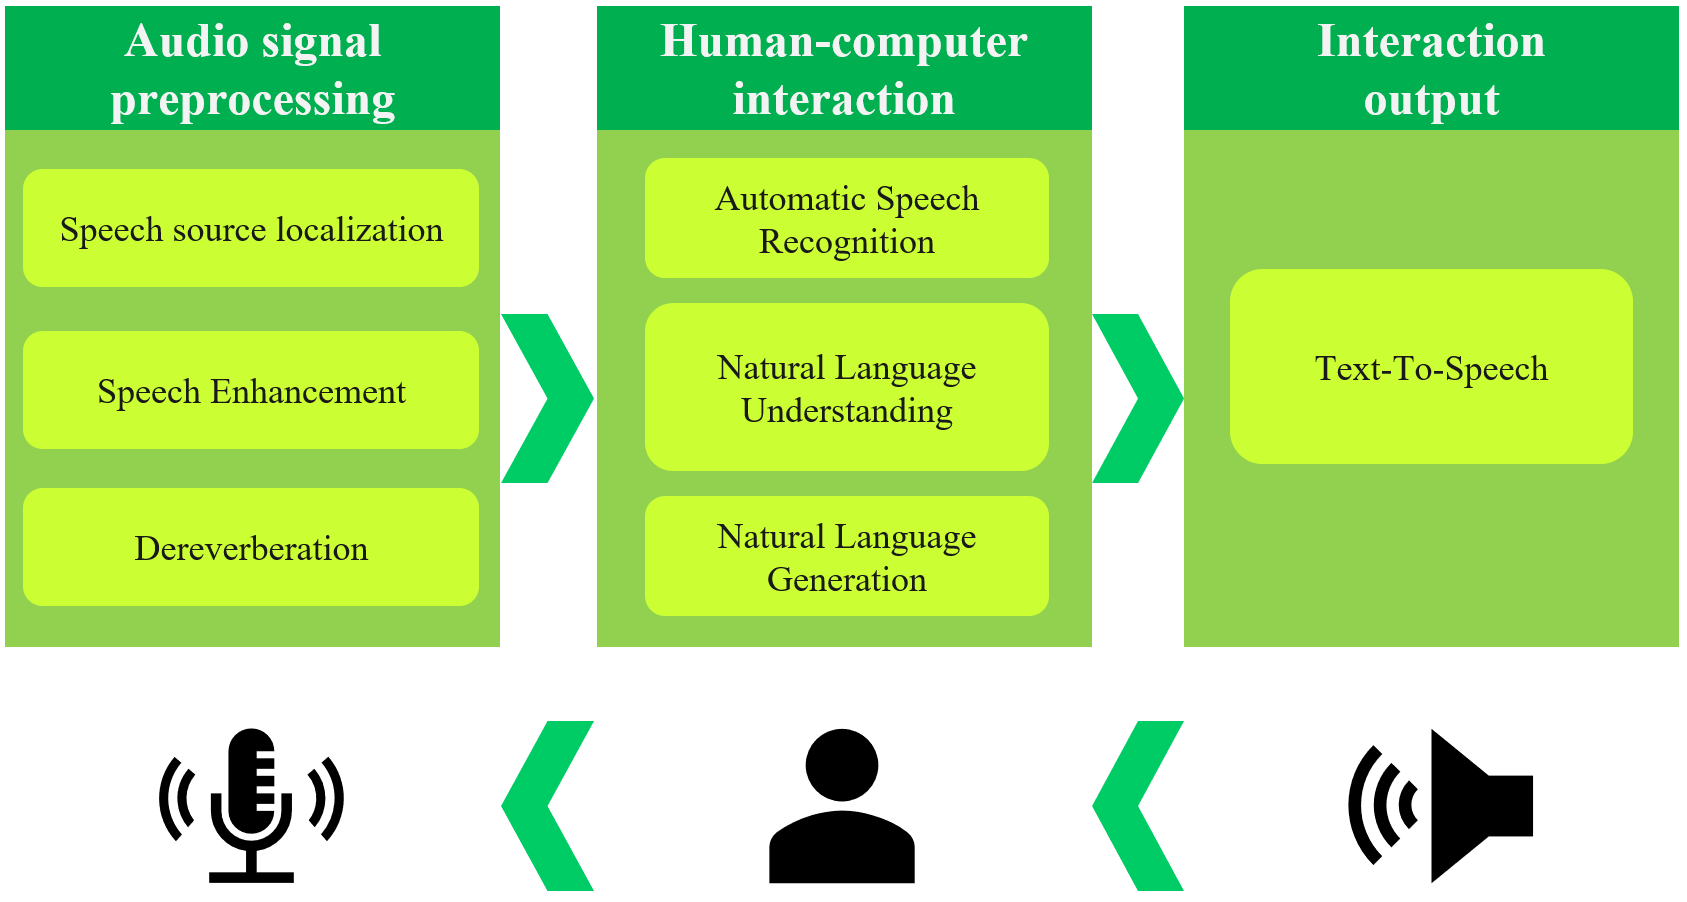 Audio signal
preprocessing
Speech source localization
Speech Enhancement
Dereverberation
Human-computer
interaction
Automatic Speech
Recognition
Natural Language
Understanding
Natural Language
Generation
Interaction
output
Text-To-Speech